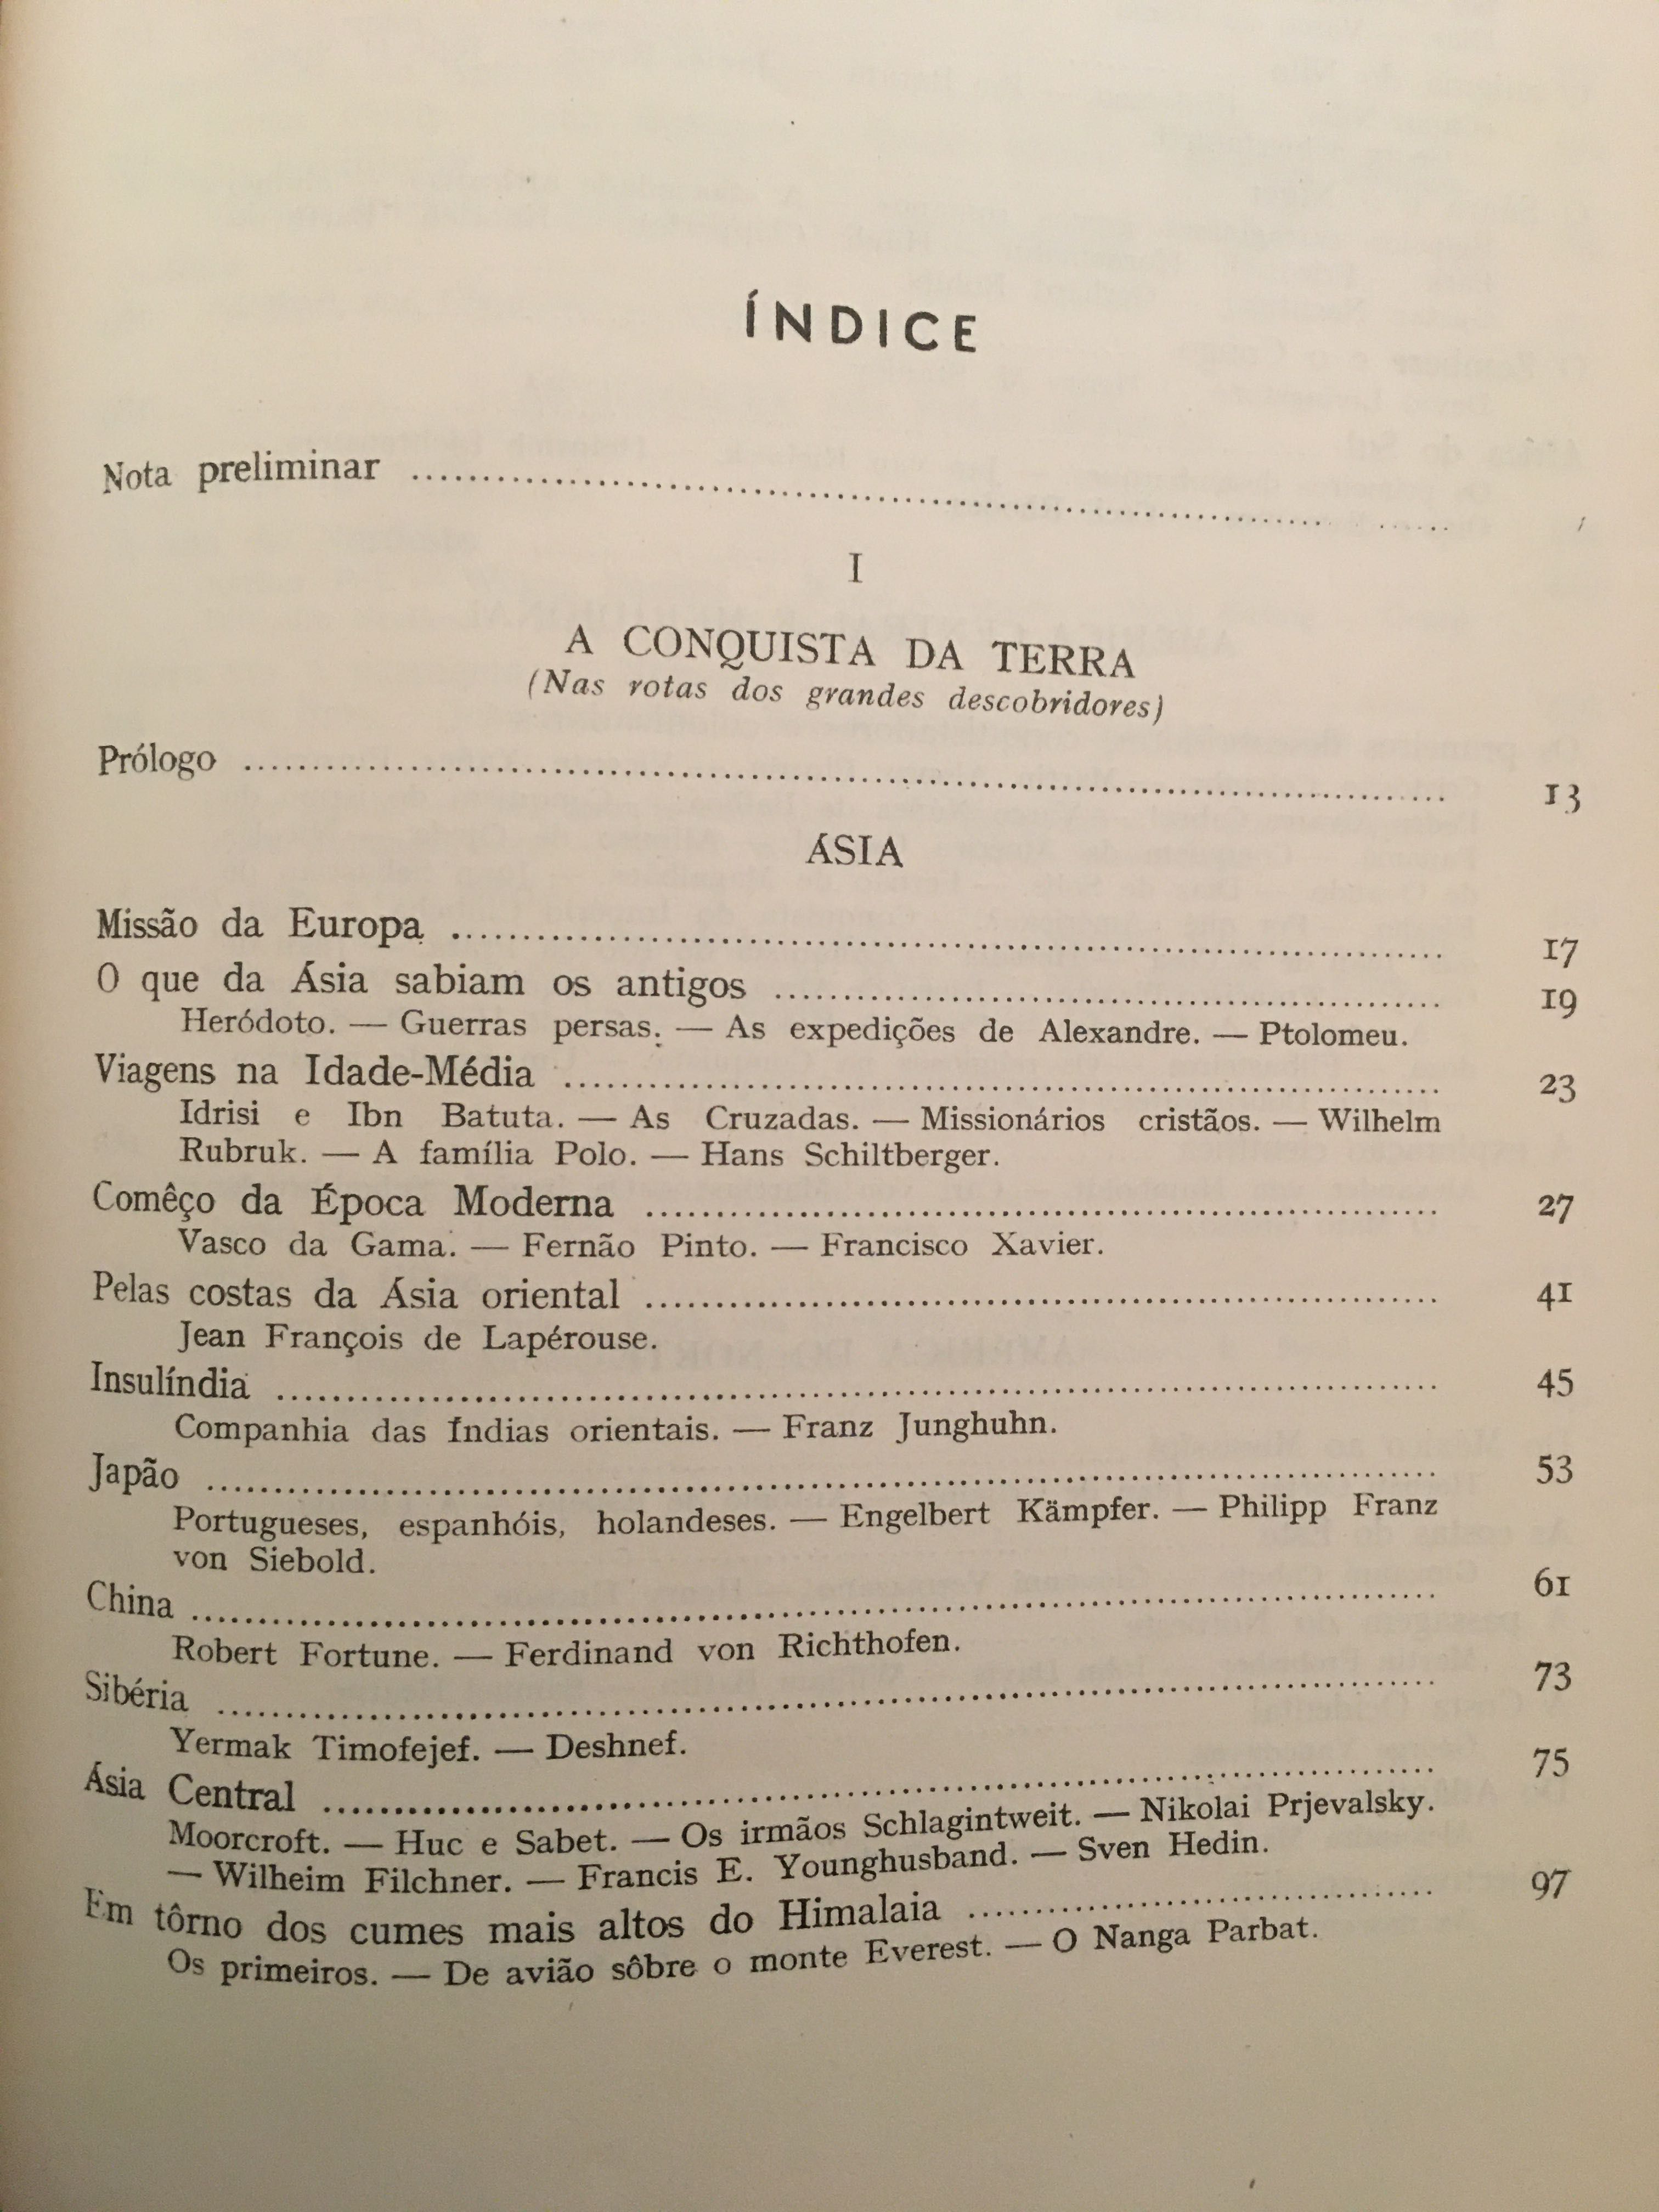 ÍNDICE
Nota preliminar ........................................
I
A CONQUISTA DA TERRA
(Nas rotas dos grandes descobridores)
Prólogo ........................................ 13
ÁSIA
Missão da Europa ........................................ 17
O que da Ásia sabiam os antigos ........................................ 19
Heródoto. — Guerras persas. — As expedições de Alexandre. — Ptolomeu.
Viagens na Idade-Média ........................................ 23
Idrisi e Ibn Batuta. — As Cruzadas. — Missionários cristãos. — Wilhelm
Rubruk. — A família Polo. — Hans Schiltberger.
Comêço da Época Moderna ........................................ 27
Vasco da Gama. — Fernão Pinto. — Francisco Xavier.
Pelas costas da Ásia oriental ........................................ 41
Jean François de Lapérouse.
Insulíndia ........................................ 45
Companhia das Índias orientais. — Franz Junghuhn.
Japão ........................................ 53
Portugueses, espanhóis, holandeses. — Engelbert Kämpfer. — Philipp Franz
von Siebold.
China ........................................ 61
Robert Fortune. — Ferdinand von Richthofen.
Sibéria ........................................ 73
Yermak Timofejef. — Deshnef.
Ásia Central ........................................ 75
Moorcroft. — Huc e Sabet. — Os irmãos Schlagintweit. — Nikolai Prjevalsky.
— Wilheim Filchner. — Francis E. Younghusband. — Sven Hedin.
Em tôrno dos cumes mais altos do Himalaia ........................................ 97
Os primeiros. — De avião sôbre o monte Everest. — O Nanga Parbat.